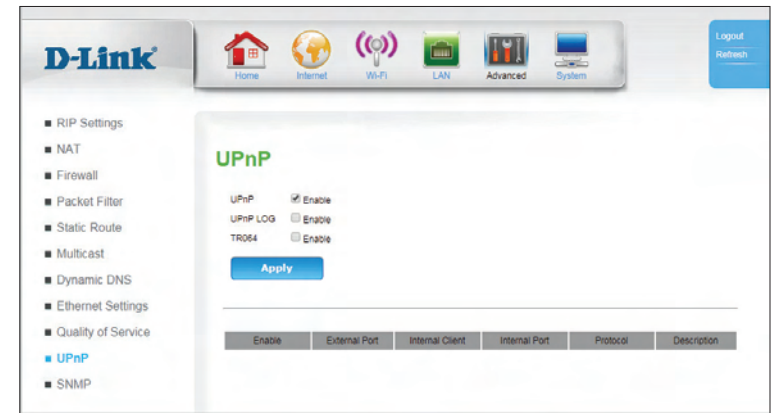 D-Link
Home Internet Wi-Fi LAN Advanced System
Logout
Refresh
RIP Settings
NAT
Firewall
Packet Filter
Static Route
Multicast
Dynamic DNS
Ethernet Settings
Quality of Service
UPnP
SNMP
UPnP
UPnP Enable
UPnP LOG Enable
TR064 Enable
Apply
Enable External Port Internal Client Internal Port Protocol Description